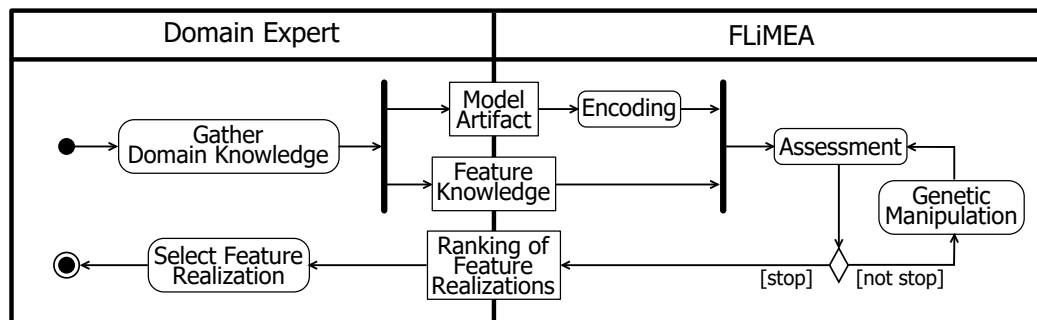 Domain Expert
FLiMEA
Gather
Domain Knowledge
Model
Artifact
Encoding
Feature
Knowledge
Assessment
Genetic
Manipulation
Select Feature
Realization
Ranking of
Feature
Realizations
[stop]
[not stop]